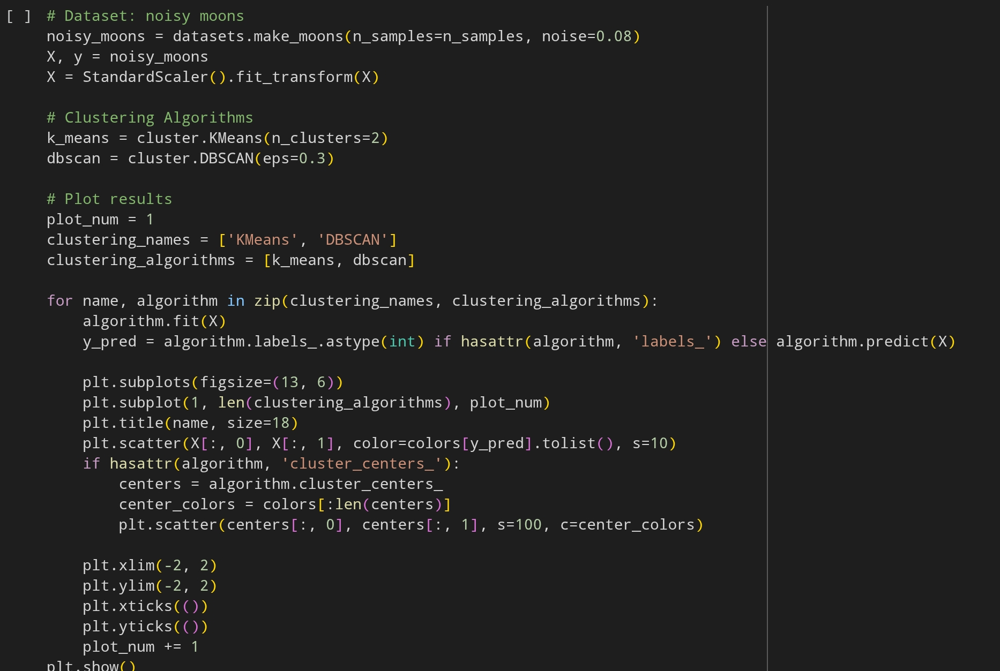 [ ] # Dataset: noisy moons
noisy_moons = datasets.make_moons(n_samples=n_samples, noise=0.08)
X, y = noisy_moons
X = StandardScaler().fit_transform(X)

# Clustering Algorithms
k_means = cluster.KMeans(n_clusters=2)
dbscan = cluster.DBSCAN(eps=0.3)

# Plot results
plot_num = 1
clustering_names = ['KMeans', 'DBSCAN']
clustering_algorithms = [k_means, dbscan]

for name, algorithm in zip(clustering_names, clustering_algorithms):
    algorithm.fit(X)
    y_pred = algorithm.labels_.astype(int) if hasattr(algorithm, 'labels_') else algorithm.predict(X)

    plt.subplots(figsize=(13, 6))
    plt.subplot(1, len(clustering_algorithms), plot_num)
    plt.title(name, size=18)
    plt.scatter(X[:, 0], X[:, 1], color=colors[y_pred].tolist(), s=10)
    if hasattr(algorithm, 'cluster_centers_'):
        centers = algorithm.cluster_centers_
        center_colors = colors[:len(centers)]
        plt.scatter(centers[:, 0], centers[:, 1], s=100, c=center_colors)

    plt.xlim(-2, 2)
    plt.ylim(-2, 2)
    plt.xticks(())
    plt.yticks(())
    plot_num += 1
plt.show()